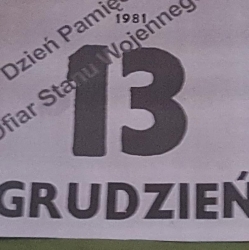 Dzień Pamięc
Ofiar Stanu Wojenneg
1981
13
GRUDZIEŃ